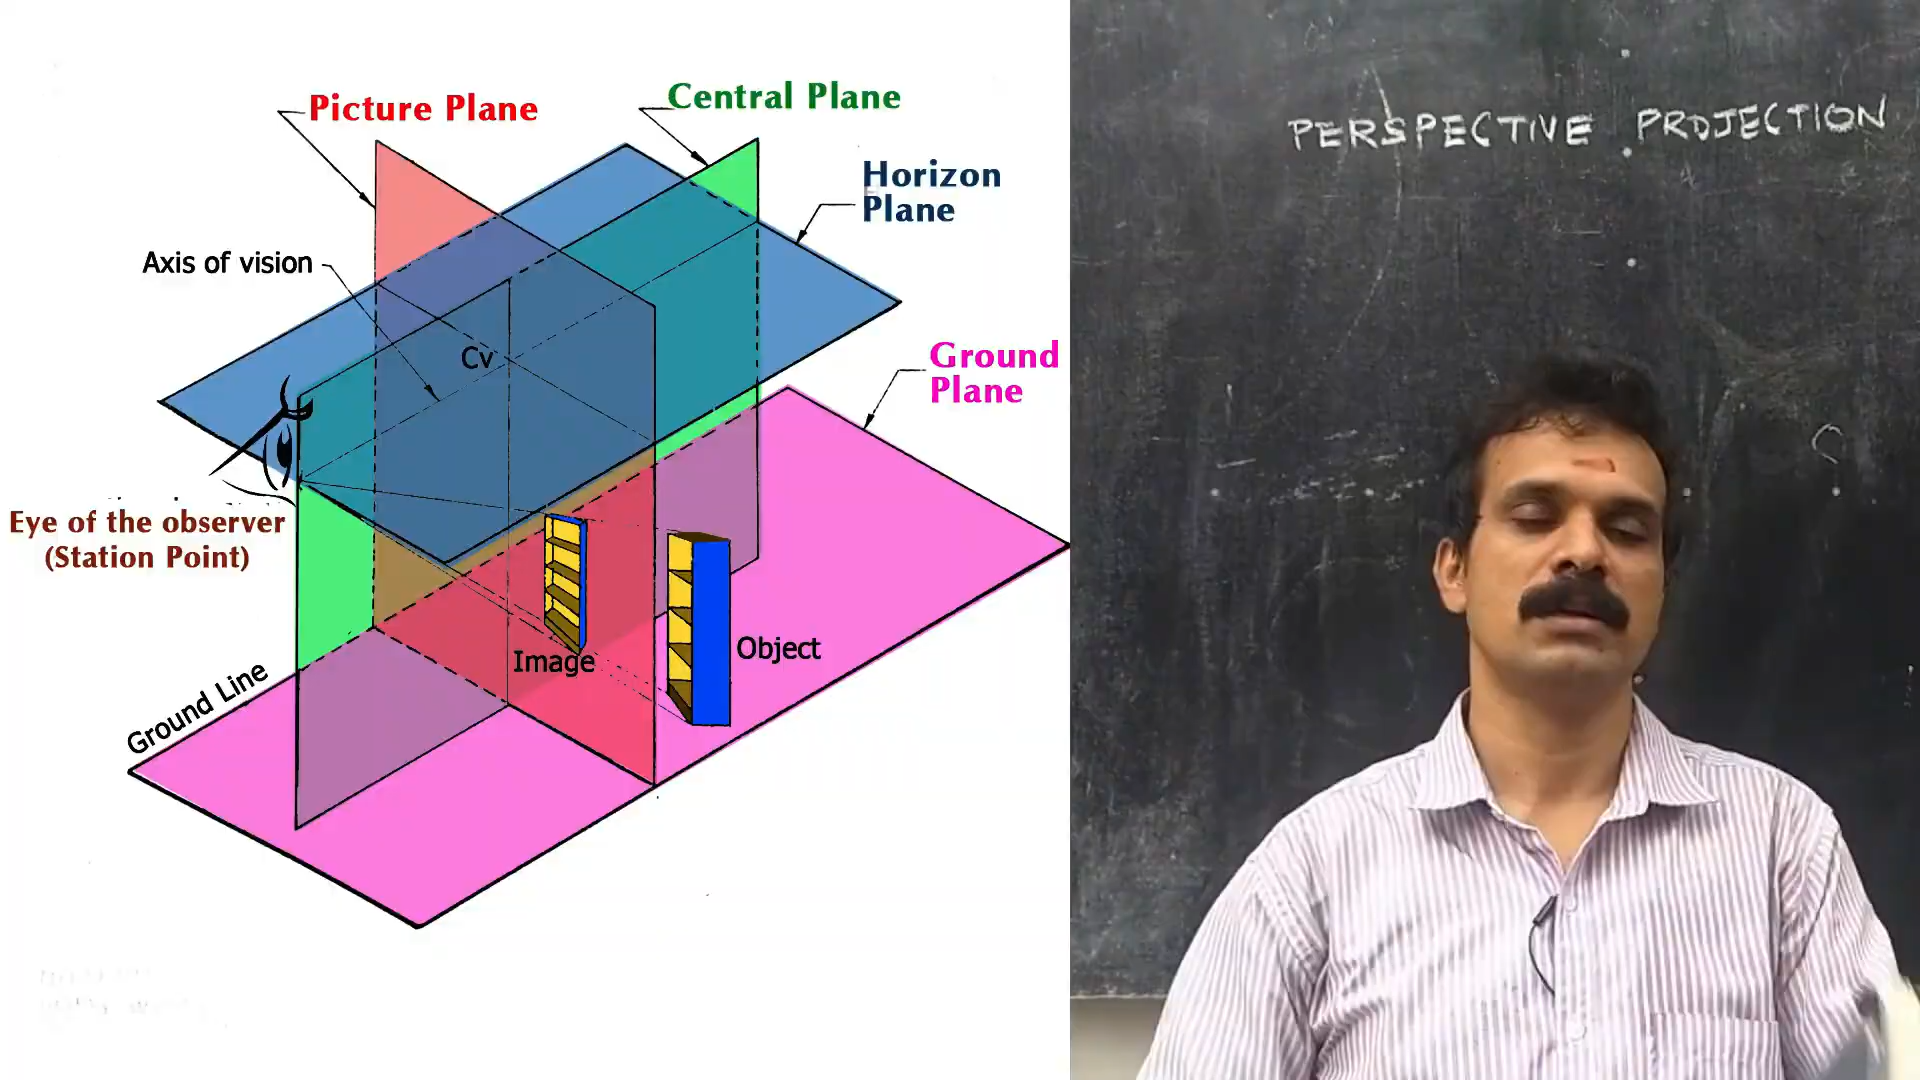 Picture Plane
Central Plane
Horizon
Plane
Axis of vision
Cv
Ground
Plane
Eye of the observer
(Station Point)
Image
Object
Ground Line
PERSPECTIVE PROJECTION